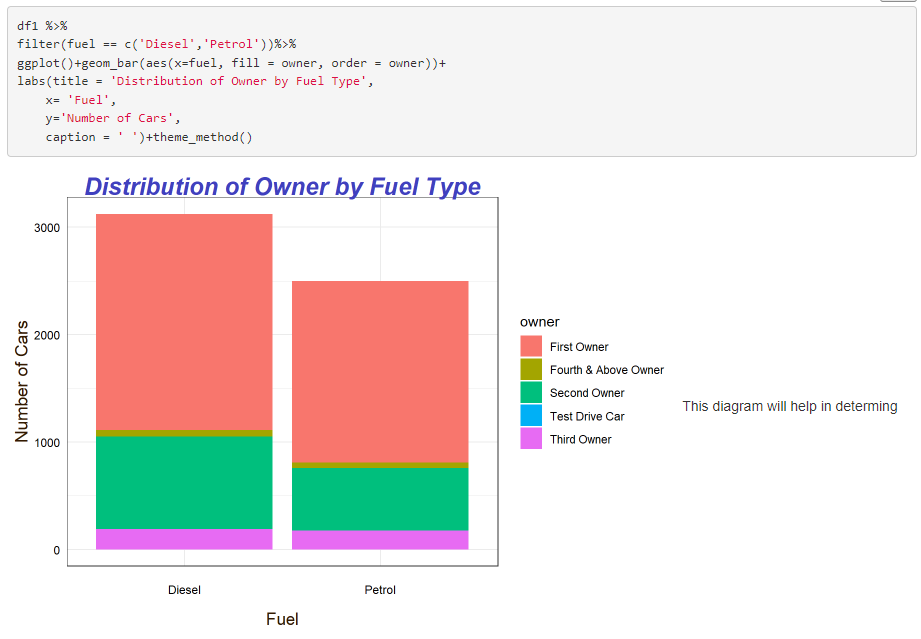 df1 %>%
filter(fuel == c('Diesel','Petrol'))%>%
ggplot()+geom_bar(aes(x=fuel, fill = owner, order = owner))+
labs(title = 'Distribution of Owner by Fuel Type',
x= 'Fuel',
y='Number of Cars',
caption = ' ')+theme_method()
Distribution of Owner by Fuel Type
Number of Cars
3000
2000
1000
0
Diesel
Petrol
Fuel
owner
First Owner
Fourth & Above Owner
Second Owner
Test Drive Car
Third Owner
This diagram will help in determing